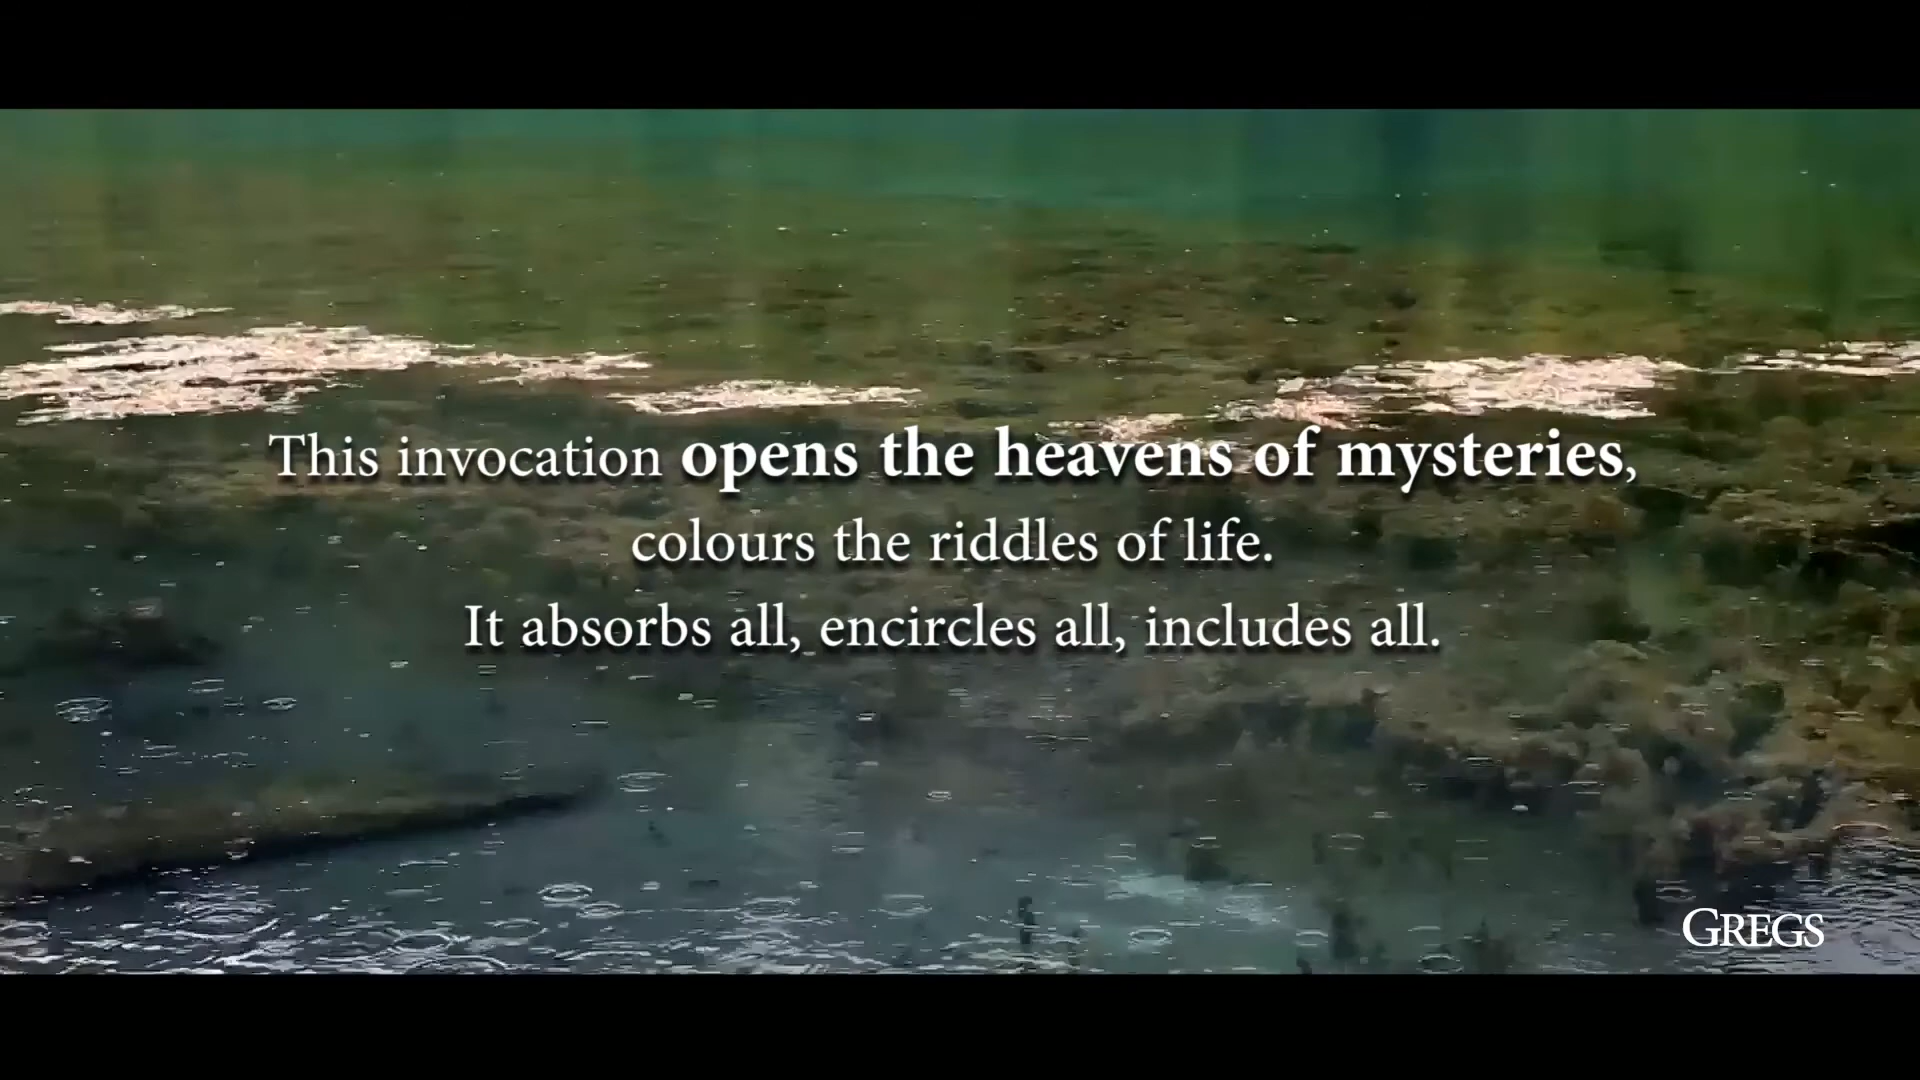 This invocation opens the heavens of mysteries,
colours the riddles of life.
It absorbs all, encircles all, includes all.
GREGS